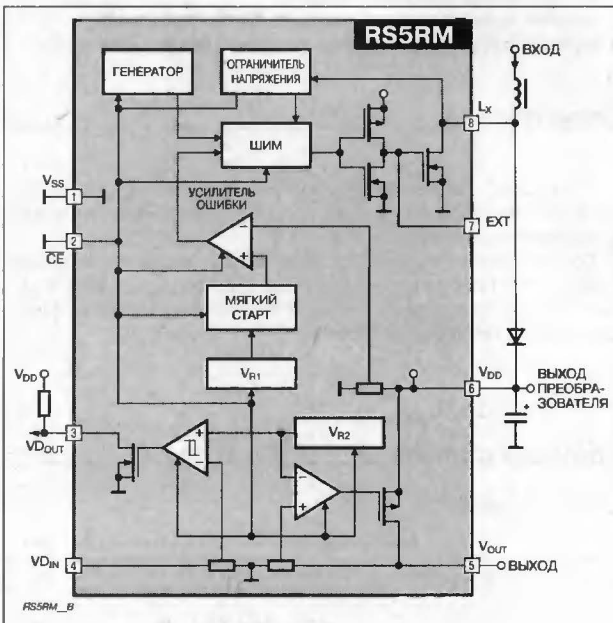 RS5RM
ВХОД
ГЕНЕРАТОР
ОГРАНИЧИТЕЛЬ
НАПРЯЖЕНИЯ
LX
8
ШИМ
VSS
1
УСИЛИТЕЛЬ
ОШИБКИ
7
EXT
2
CE
−
+
МЯГКИЙ
СТАРТ
VR1
VDD
6
ВЫХОД
ПРЕОБРА-
ЗОВАТЕЛЯ
+
VDD
3
VDOUT
+
−
VR2
−
+
VOUT
VDIN
4
5
ВЫХОД
RS5RM_B